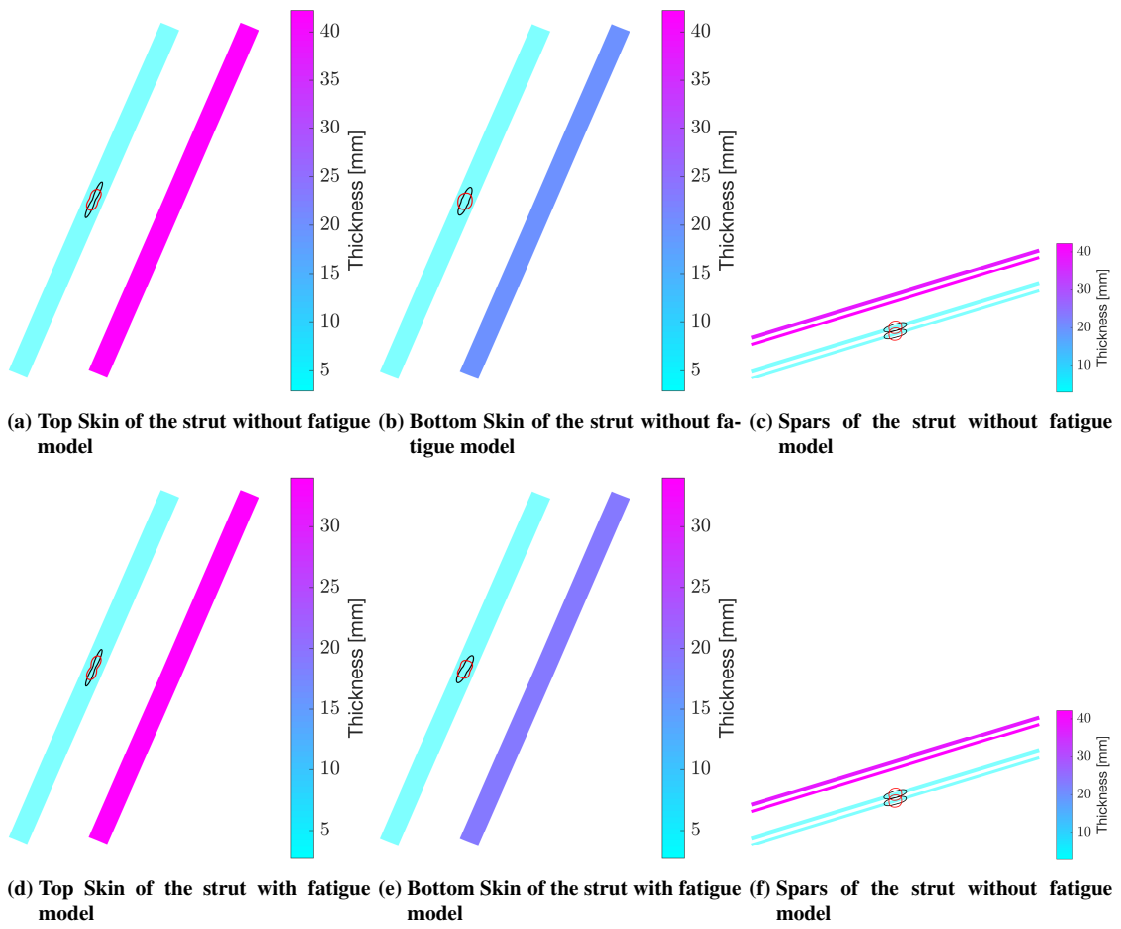 40
35
30
25
20
15
10
5
Thickness [mm]
40
35
30
25
20
15
10
5
Thickness [mm]
40
30
20
10
Thickness [mm]
(a) Top Skin of the strut without fatigue
model
(b) Bottom Skin of the strut without fa-
tigue model
(c) Spars of the strut without fatigue
model
30
25
20
15
10
5
Thickness [mm]
30
25
20
15
10
5
Thickness [mm]
40
30
20
10
Thickness [mm]
(d) Top Skin of the strut with fatigue
model
(e) Bottom Skin of the strut with fatigue
model
(f) Spars of the strut without fatigue
model